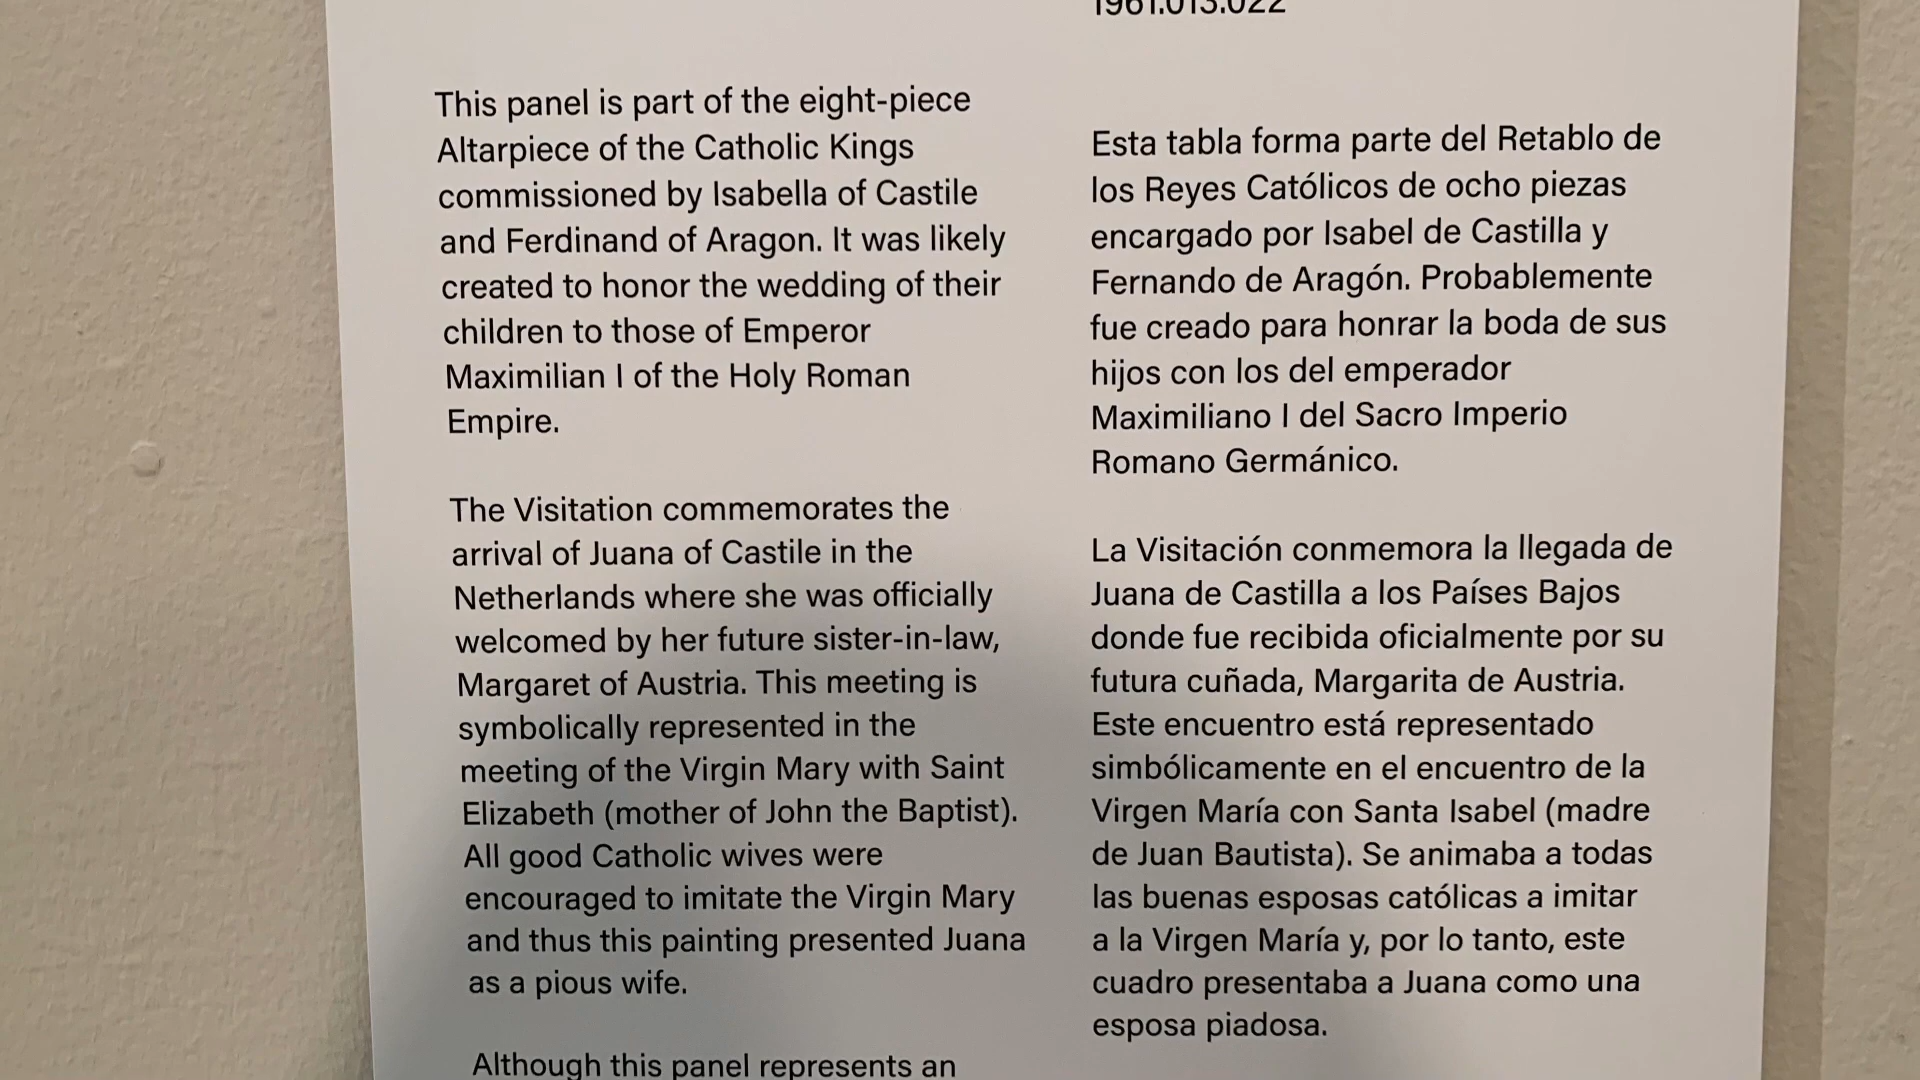 1961.013.022
This panel is part of the eight-piece
Altarpiece of the Catholic Kings
commissioned by Isabella of Castile
and Ferdinand of Aragon. It was likely
created to honor the wedding of their
children to those of Emperor
Maximilian I of the Holy Roman
Empire.
The Visitation commemorates the
arrival of Juana of Castile in the
Netherlands where she was officially
welcomed by her future sister-in-law,
Margaret of Austria. This meeting is
symbolically represented in the
meeting of the Virgin Mary with Saint
Elizabeth (mother of John the Baptist).
All good Catholic wives were
encouraged to imitate the Virgin Mary
and thus this painting presented Juana
as a pious wife.
Although this panel represents an
Esta tabla forma parte del Retablo de
los Reyes Católicos de ocho piezas
encargado por Isabel de Castilla y
Fernando de Aragón. Probablemente
fue creado para honrar la boda de sus
hijos con los del emperador
Maximiliano I del Sacro Imperio
Romano Germánico.
La Visitación conmemora la llegada de
Juana de Castilla a los Países Bajos
donde fue recibida oficialmente por su
futura cuñada, Margarita de Austria.
Este encuentro está representado
simbólicamente en el encuentro de la
Virgen María con Santa Isabel (madre
de Juan Bautista). Se animaba a todas
las buenas esposas católicas a imitar
a la Virgen María y, por lo tanto, este
cuadro presentaba a Juana como una
esposa piadosa.